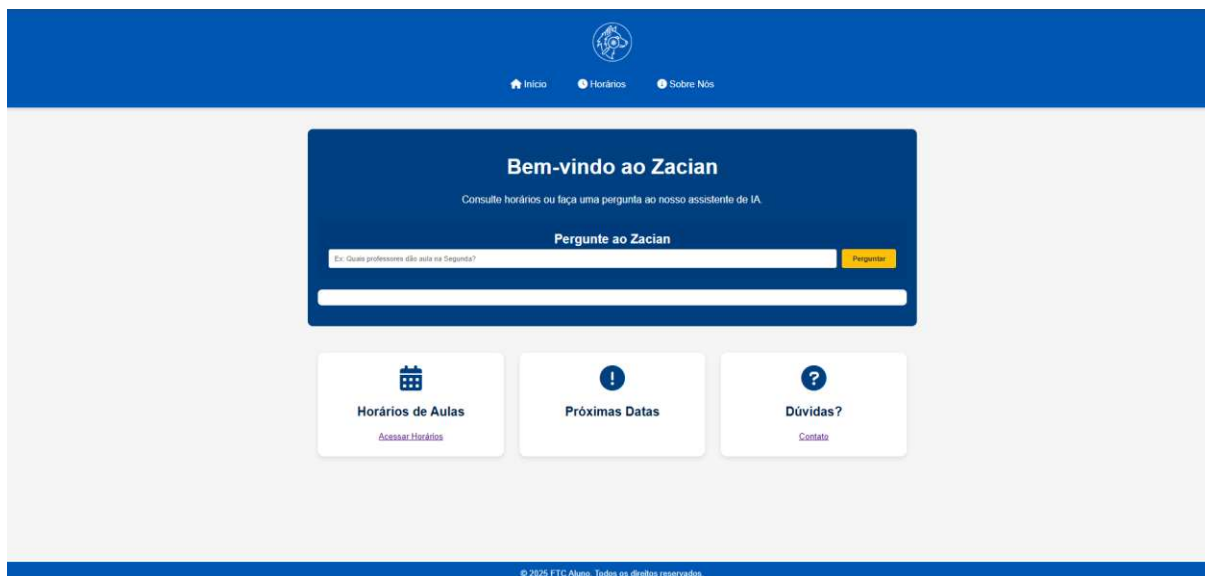 Início Horários Sobre Nós
Bem-vindo ao Zacian
Consulte horários ou faça uma pergunta ao nosso assistente de IA.
Pergunte ao Zacian
Ex: Quais professores dão aula na Segunda? Perguntar
Horários de Aulas Próximas Datas Dúvidas?
Acessar Horários Contato
© 2025 FTC Aluno. Todos os direitos reservados.